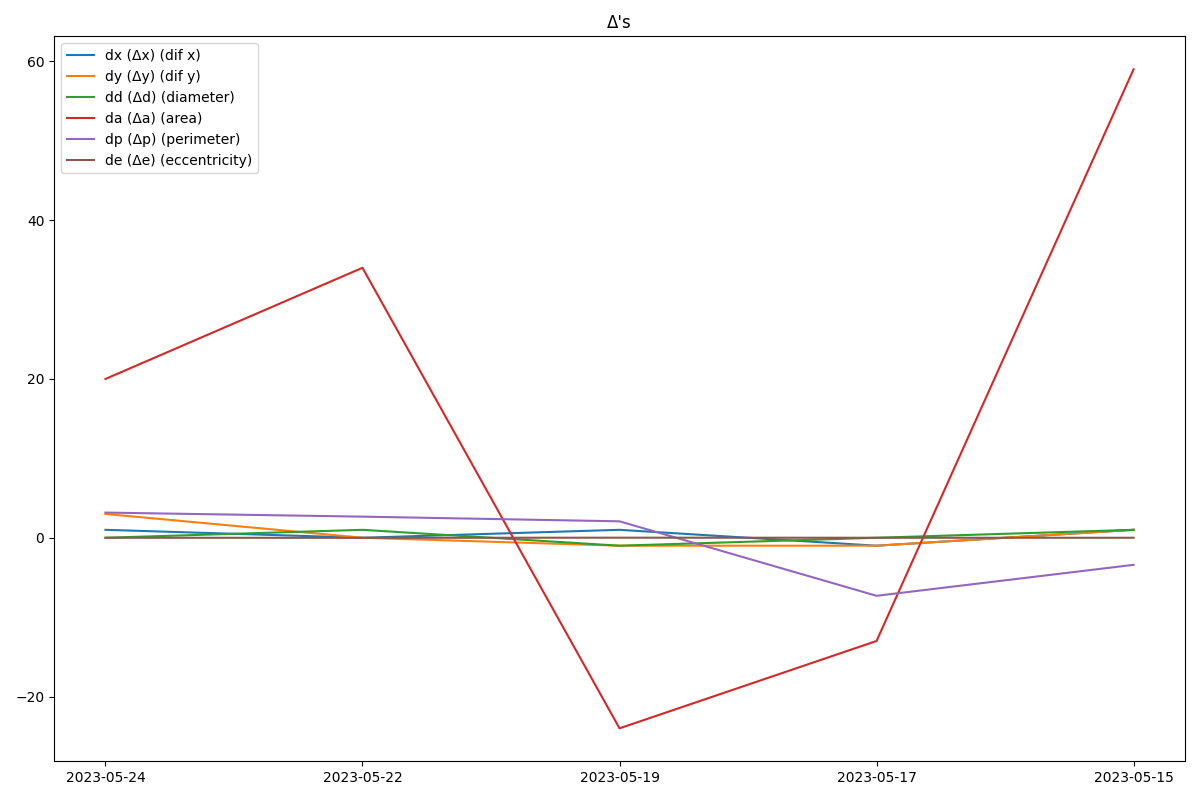 Δ's
dx (Δx) (dif x)
dy (Δy) (dif y)
dd (Δd) (diameter)
da (Δa) (area)
dp (Δp) (perimeter)
de (Δe) (eccentricity)
60
40
20
0
−20
2023-05-24 2023-05-22 2023-05-19 2023-05-17 2023-05-15